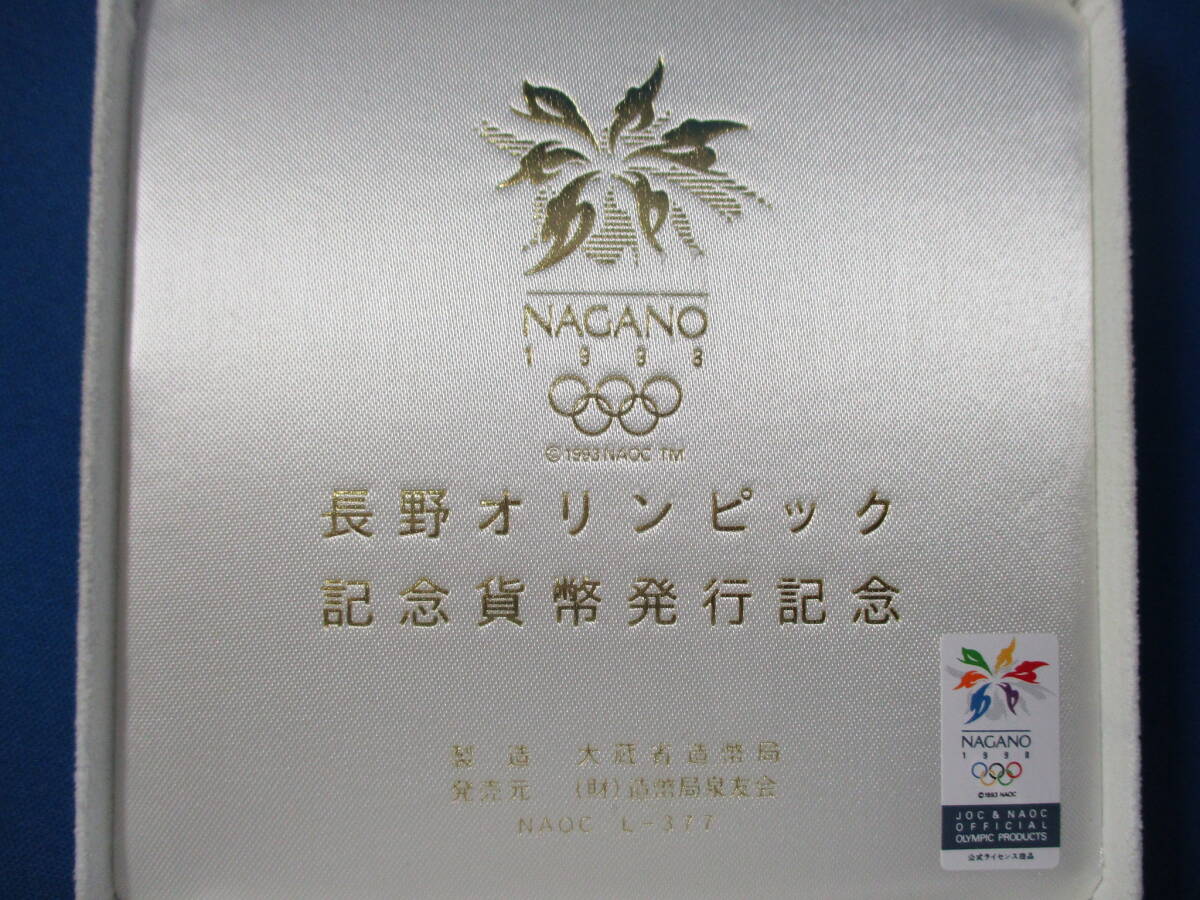 NAGANO
1998
©1993 NAOC TM
長野オリンピック
記念貨幣発行記念
製造 大蔵省造幣局
発売元 (財)造幣局泉友会
NAOC L-377
NAGANO
1998
©1993 NAOC
JOC & NAOC
OFFICIAL
OLYMPIC PRODUCTS
公式ライセンス商品